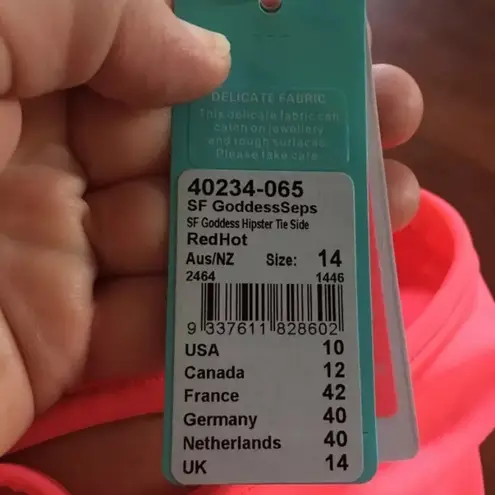 DELICATE FABRIC
This delicate fabric can
catch on jewellery
and rough surfaces.
Please take care.
40234-065
SF GoddessSeps
SF Goddess Hipster Tie Side
RedHot
Aus/NZ Size: 14
2464 1446
9 337611 828602
USA 10
Canada 12
France 42
Germany 40
Netherlands 40
UK 14